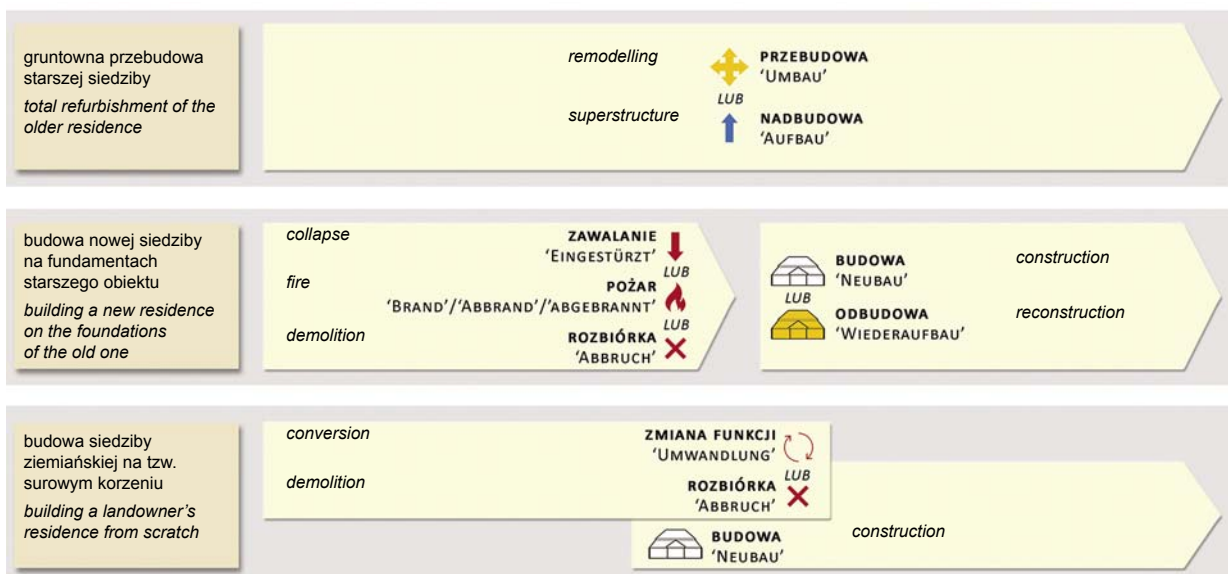 gruntowna przebudowa
starszej siedziby
total refurbishment of the
older residence
remodelling
PRZEBUDOWA
'UMBAU'
LUB
superstructure
NADBUDOWA
'AUFBAU'
budowa nowej siedziby
na fundamentach
starszego obiektu
building a new residence
on the foundations
of the old one
collapse
ZAWALANIE
'EINGESTÜRZT'
LUB
fire
POŻAR
'BRAND'/'ABBRAND'/'ABGEBRANNT'
LUB
demolition
ROZBIÓRKA
'ABBRUCH'
BUDOWA
'NEUBAU'
construction
LUB
ODBUDOWA
'WIEDERAUFBAU'
reconstruction
budowa siedziby
ziemiańskiej na tzw.
surowym korzeniu
building a landowner's
residence from scratch
conversion
ZMIANA FUNKCJI
'UMWANDLUNG'
LUB
demolition
ROZBIÓRKA
'ABBRUCH'
BUDOWA
'NEUBAU'
construction